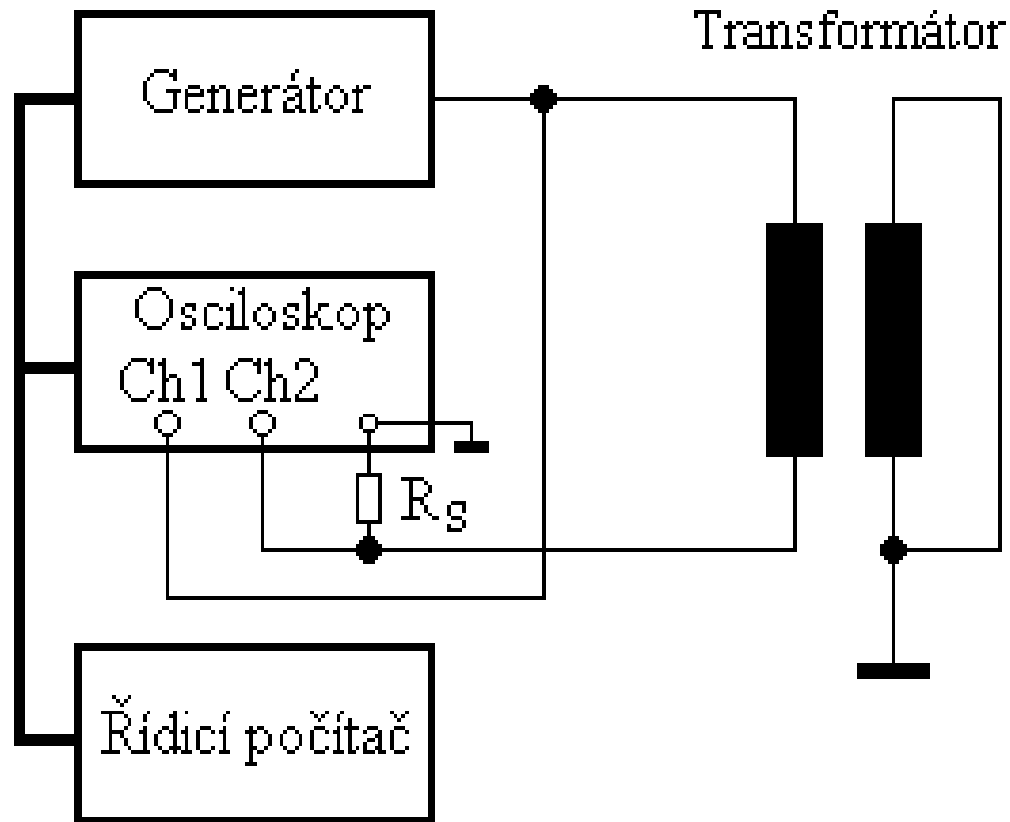 Transformátor
Generátor
Osciloskop
Ch1 Ch2
Rs
Řídicí počítač